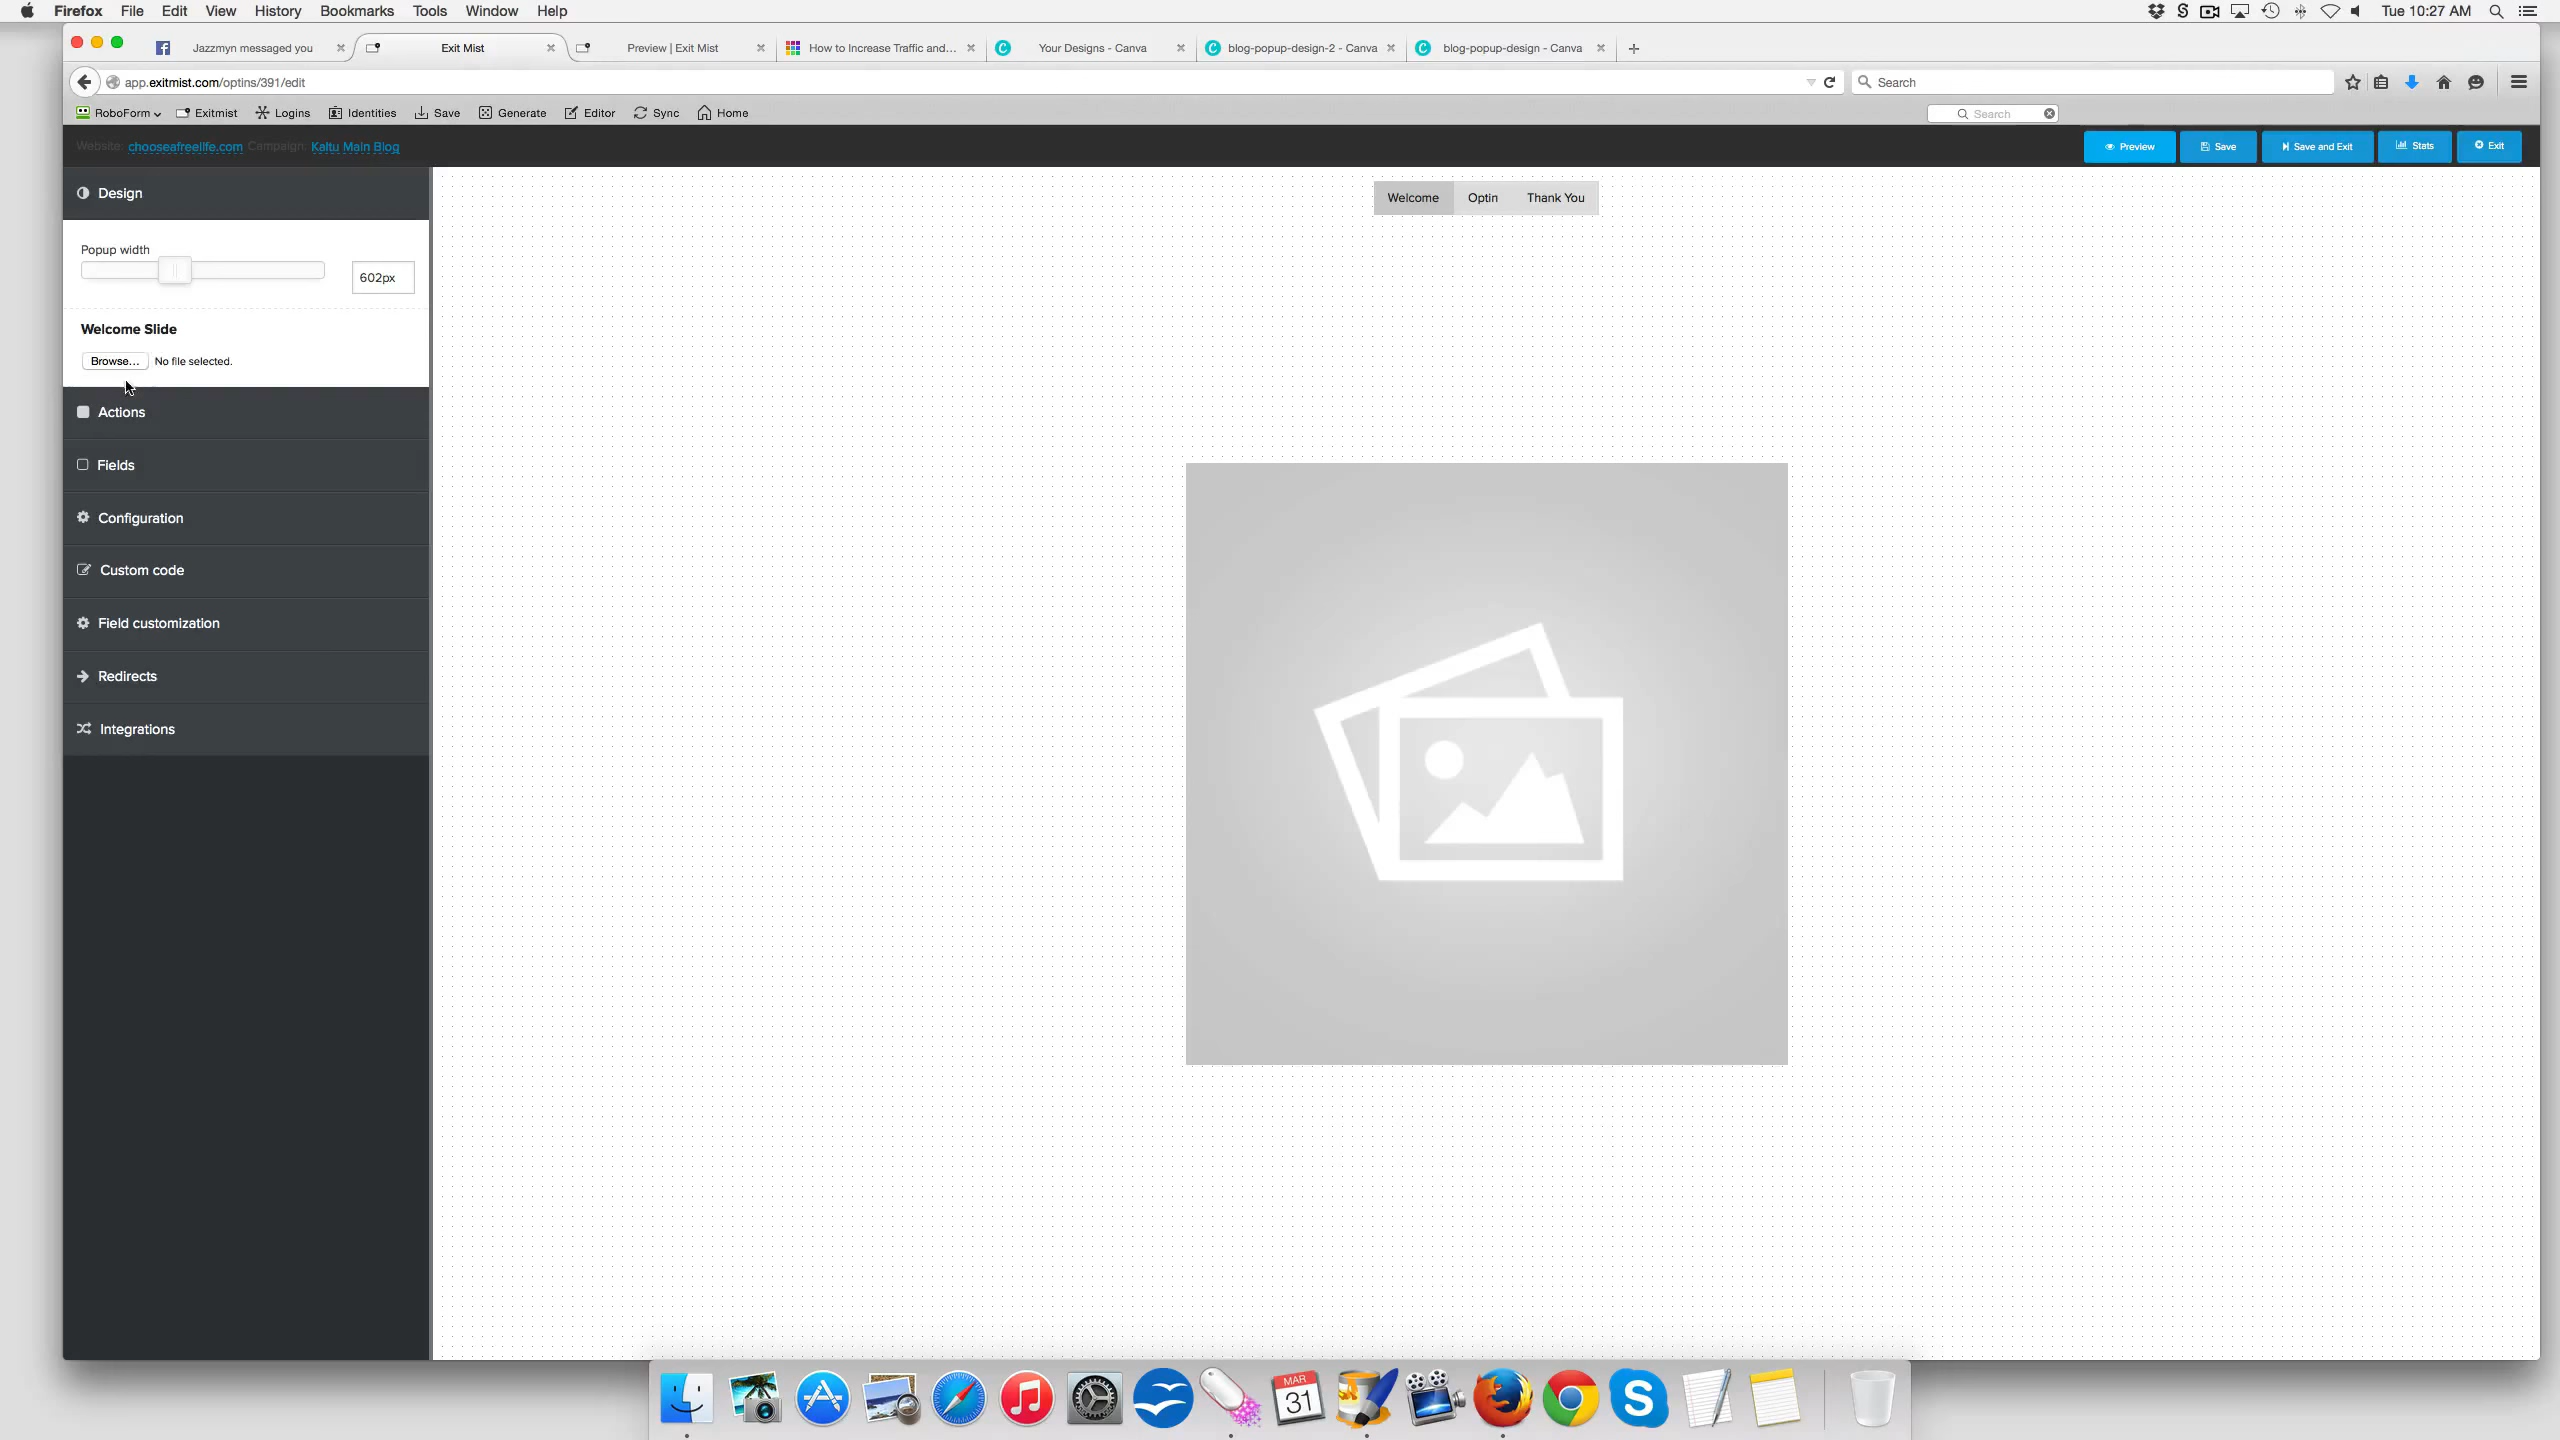 Firefox File Edit View History Bookmarks Tools Window Help Tue 10:27 AM
Jazzmyn messaged you Exit Mist Preview | Exit Mist How to Increase Traffic and... Your Designs - Canva blog-popup-design-2 - Canva blog-popup-design - Canva
app.exitmist.com/optins/391/edit Search
RoboForm Exitmist Logins Identities Save Generate Editor Sync Home Search
Website: chooseafreelife.com Campaign: Kaltu Main Blog Preview Save Save and Exit Stats Exit
Design
Welcome Optin Thank You
Popup width
602px
Welcome Slide
Browse... No file selected.
Actions
Fields
Configuration
Custom code
Field customization
Redirects
Integrations
MAR
31